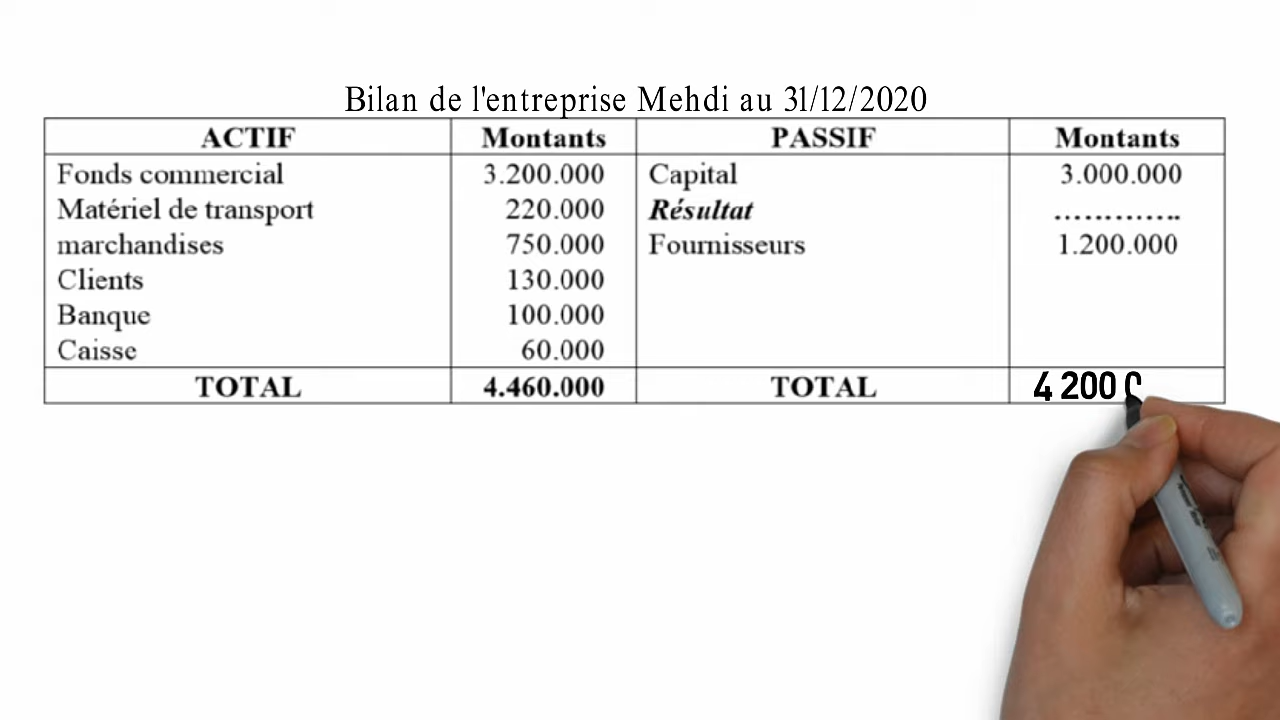 Bilan de l'entreprise Mehdi au 31/12/2020
ACTIF Montants PASSIF Montants
Fonds commercial 3.200.000 Capital 3.000.000
Matériel de transport 220.000 Résultat .............
marchandises 750.000 Fournisseurs 1.200.000
Clients 130.000
Banque 100.000
Caisse 60.000
TOTAL 4.460.000 TOTAL 4 200 0